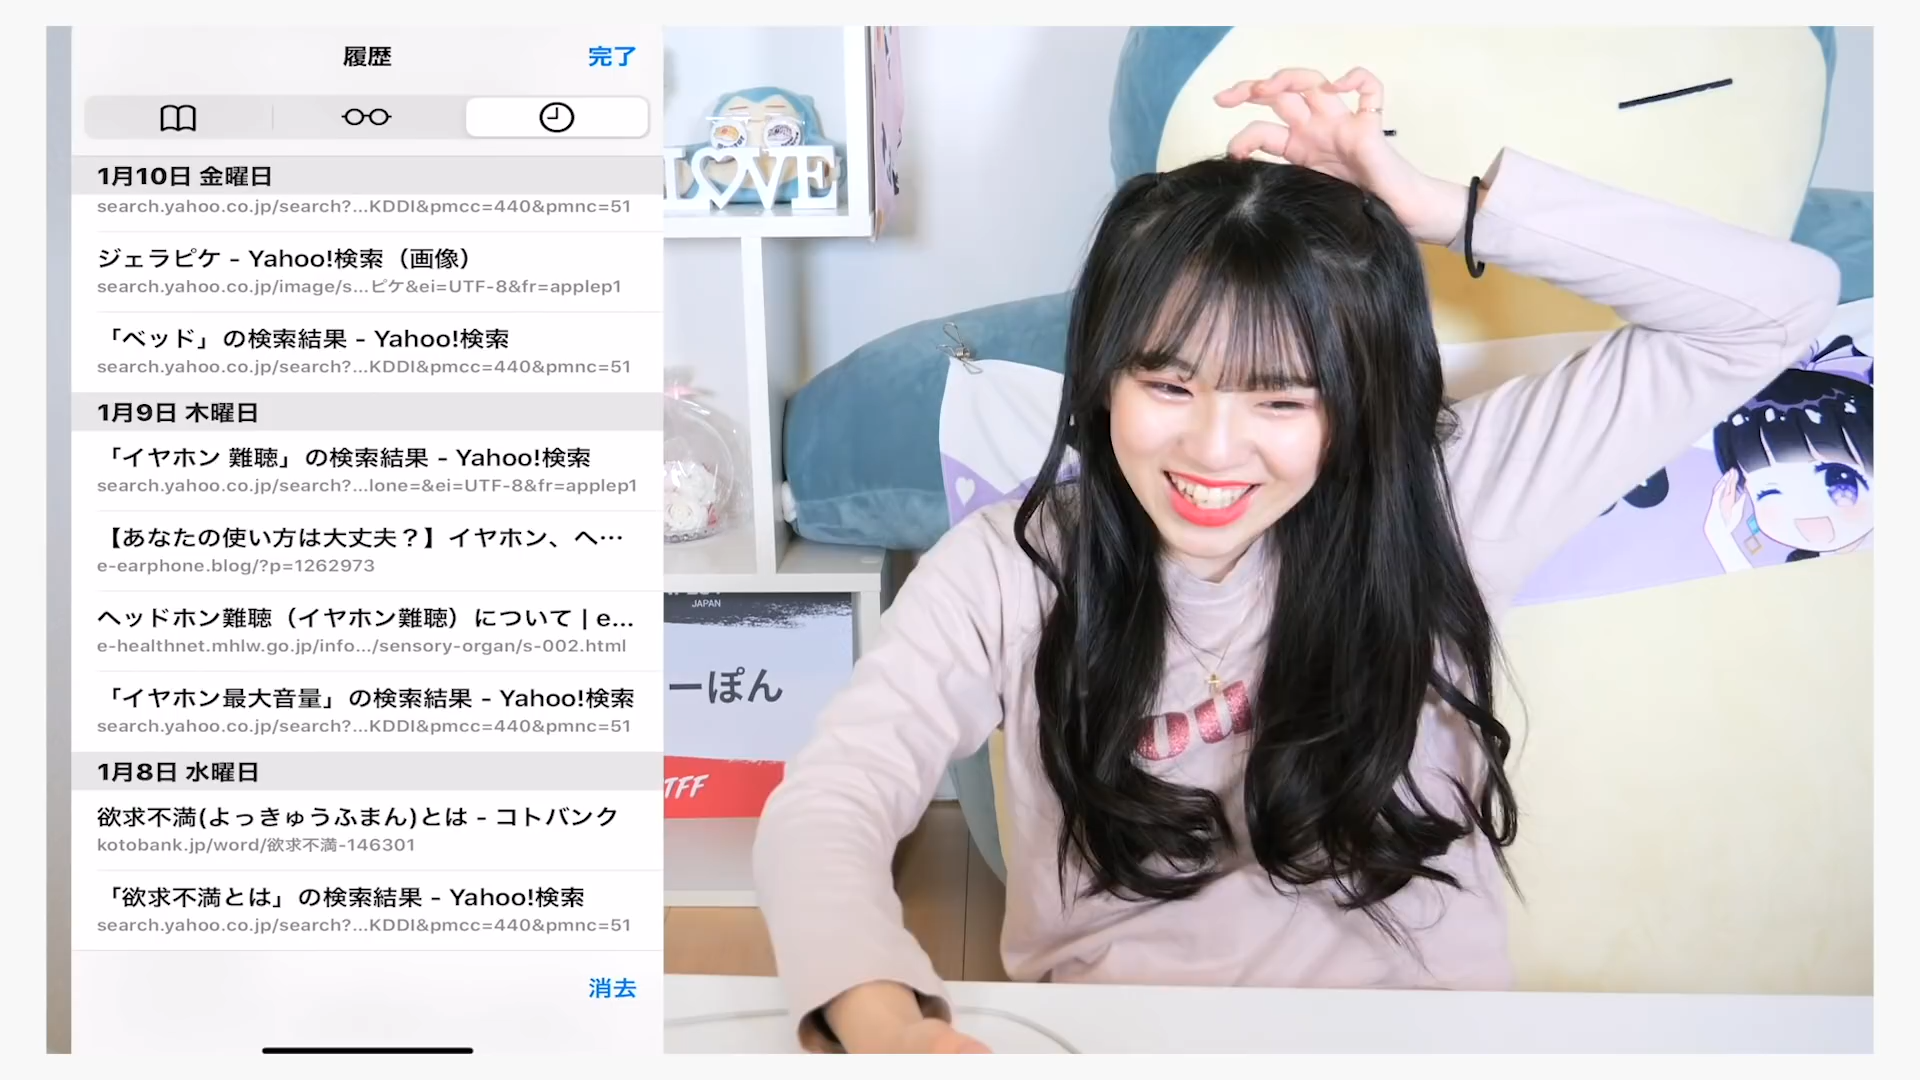 履歴
完了
1月10日 金曜日
search.yahoo.co.jp/search?...KDDI&pmcc=440&pmnc=51
ジェラピケ - Yahoo!検索（画像）
search.yahoo.co.jp/image/s...ピケ&ei=UTF-8&fr=applep1
「ベッド」の検索結果 - Yahoo!検索
search.yahoo.co.jp/search?...KDDI&pmcc=440&pmnc=51
1月9日 木曜日
「イヤホン 難聴」の検索結果 - Yahoo!検索
search.yahoo.co.jp/search?...lone=&ei=UTF-8&fr=applep1
【あなたの使い方は大丈夫？】イヤホン、ヘ…
e-earphone.blog/?p=1262973
ヘッドホン難聴（イヤホン難聴）について | e...
e-healthnet.mhlw.go.jp/info.../sensory-organ/s-002.html
「イヤホン最大音量」の検索結果 - Yahoo!検索
search.yahoo.co.jp/search?...KDDI&pmcc=440&pmnc=51
1月8日 水曜日
欲求不満(よっきゅうふまん)とは - コトバンク
kotobank.jp/word/欲求不満-146301
「欲求不満とは」の検索結果 - Yahoo!検索
search.yahoo.co.jp/search?...KDDI&pmcc=440&pmnc=51
消去
LOVE
JAPAN
ーぽん
ou